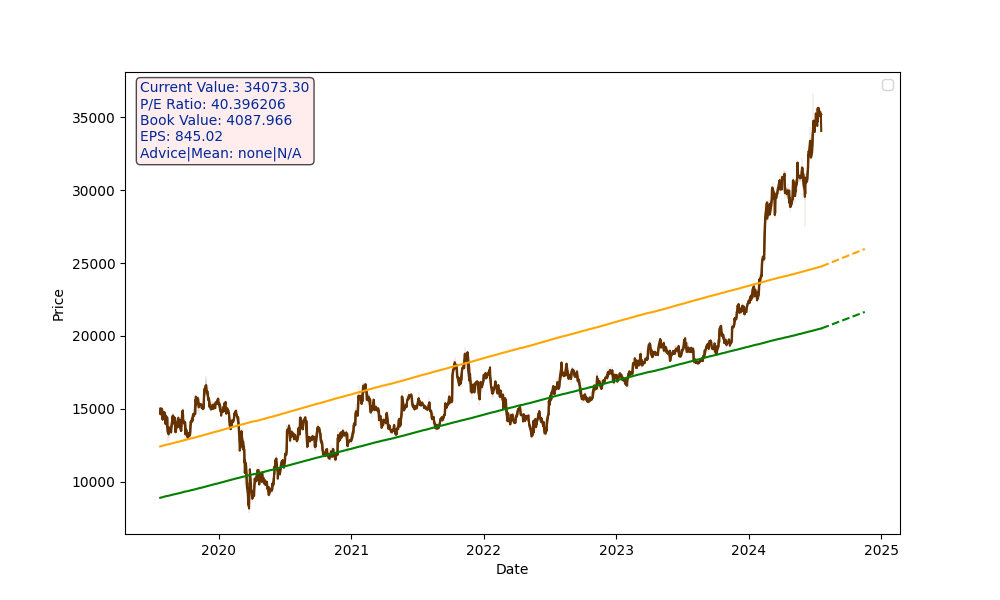 Current Value: 34073.30
P/E Ratio: 40.396206
Book Value: 4087.966
EPS: 845.02
Advice|Mean: none|N/A
35000
30000
25000
20000
15000
10000
Price
2020 2021 2022 2023 2024 2025
Date